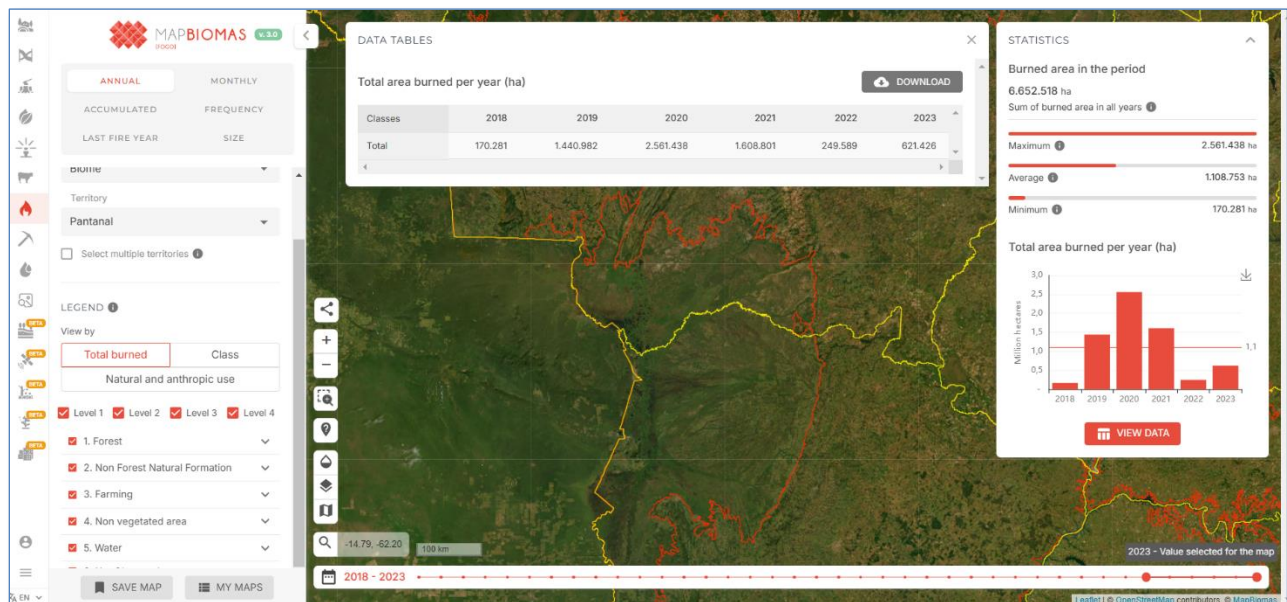 MAPBIOMAS v. 3.0
[FOGO]
ANNUAL MONTHLY
ACCUMULATED FREQUENCY
LAST FIRE YEAR SIZE
Biome
Territory
Pantanal
Select multiple territories
LEGEND
View by
Total burned Class
Natural and anthropic use
Level 1 Level 2 Level 3 Level 4
1. Forest
2. Non Forest Natural Formation
3. Farming
4. Non vegetated area
5. Water
SAVE MAP MY MAPS
BETA
BETA
BETA
BETA
BETA
EN
DATA TABLES
Total area burned per year (ha) DOWNLOAD
Classes 2018 2019 2020 2021 2022 2023
Total 170.281 1.440.982 2.561.438 1.608.801 249.589 621.426
STATISTICS
Burned area in the period
6.652.518 ha
Sum of burned area in all years
Maximum 2.561.438 ha
Average 1.108.753 ha
Minimum 170.281 ha
Total area burned per year (ha)
Million hectares
3,0
2,5
2,0
1,5
1,0
0,5
-
1,1
2018 2019 2020 2021 2022 2023
VIEW DATA
-14.79, -62.20 100 km
2023 - Value selected for the map
2018 - 2023
Leaflet | © OpenStreetMap contributors, © MapBiomas